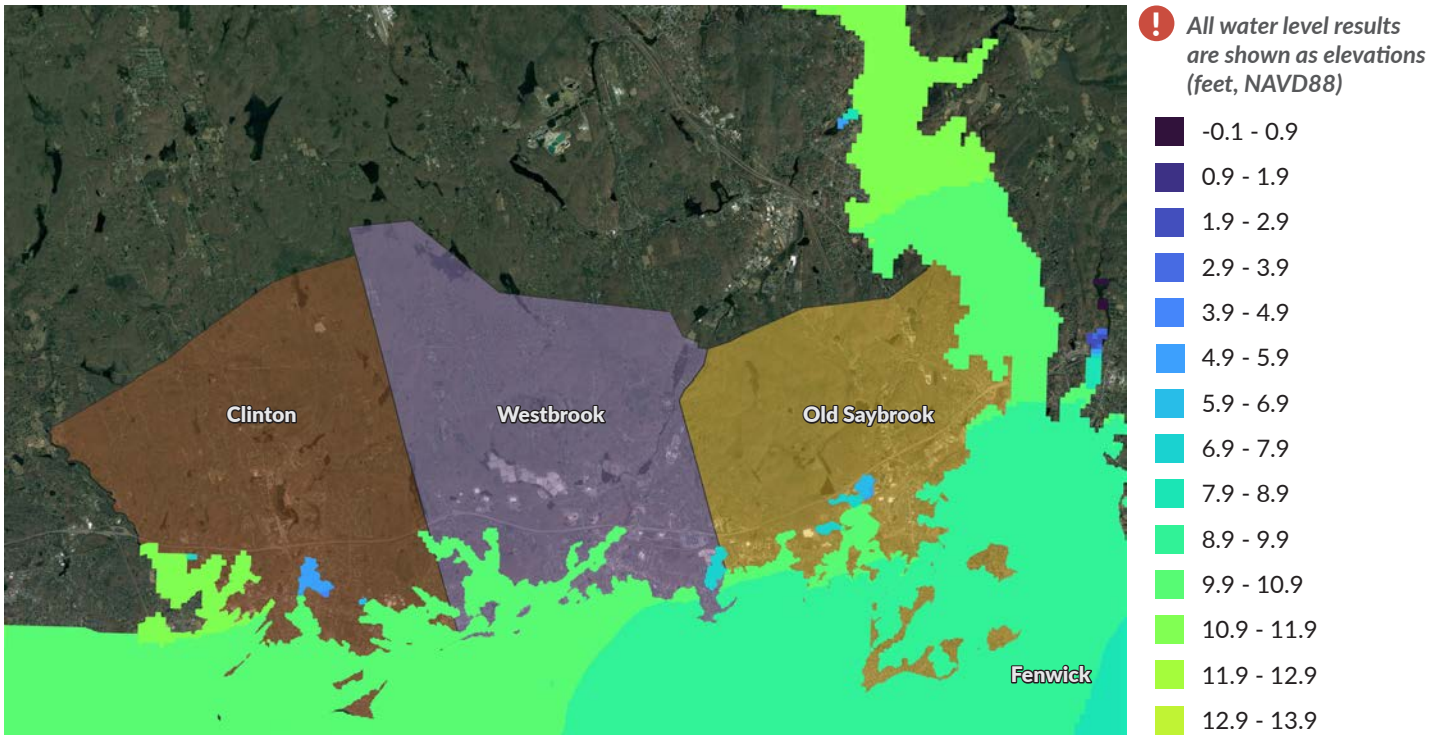 ! All water level results
are shown as elevations
(feet, NAVD88)
-0.1 - 0.9
0.9 - 1.9
1.9 - 2.9
2.9 - 3.9
3.9 - 4.9
4.9 - 5.9
5.9 - 6.9
6.9 - 7.9
7.9 - 8.9
8.9 - 9.9
9.9 - 10.9
10.9 - 11.9
11.9 - 12.9
12.9 - 13.9
Clinton
Westbrook
Old Saybrook
Fenwick